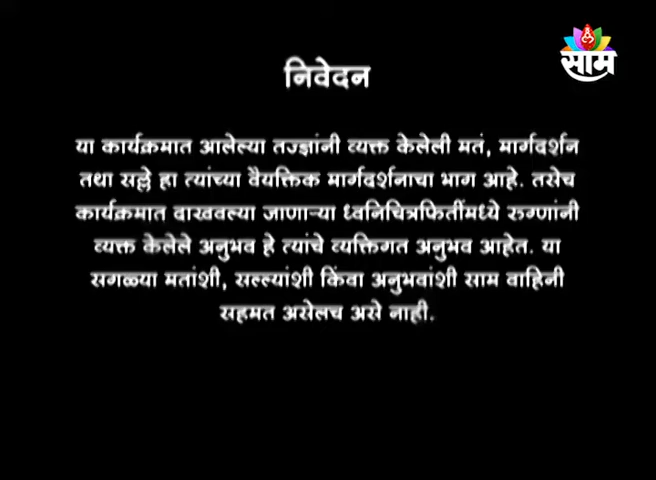 साम
निवेदन
या कार्यक्रमात आलेल्या तज्ज्ञांनी व्यक्त केलेली मतं, मार्गदर्शन
तथा सल्ले हा त्यांच्या वैयक्तिक मार्गदर्शनाचा भाग आहे. तसेच
कार्यक्रमात दाखवल्या जाणाऱ्या ध्वनिचित्रफितींमध्ये रुग्णांनी
व्यक्त केलेले अनुभव हे त्यांचे व्यक्तिगत अनुभव आहेत. या
सगळ्या मतांशी, सल्ल्यांशी किंवा अनुभवांशी साम वाहिनी
सहमत असेलच असे नाही.